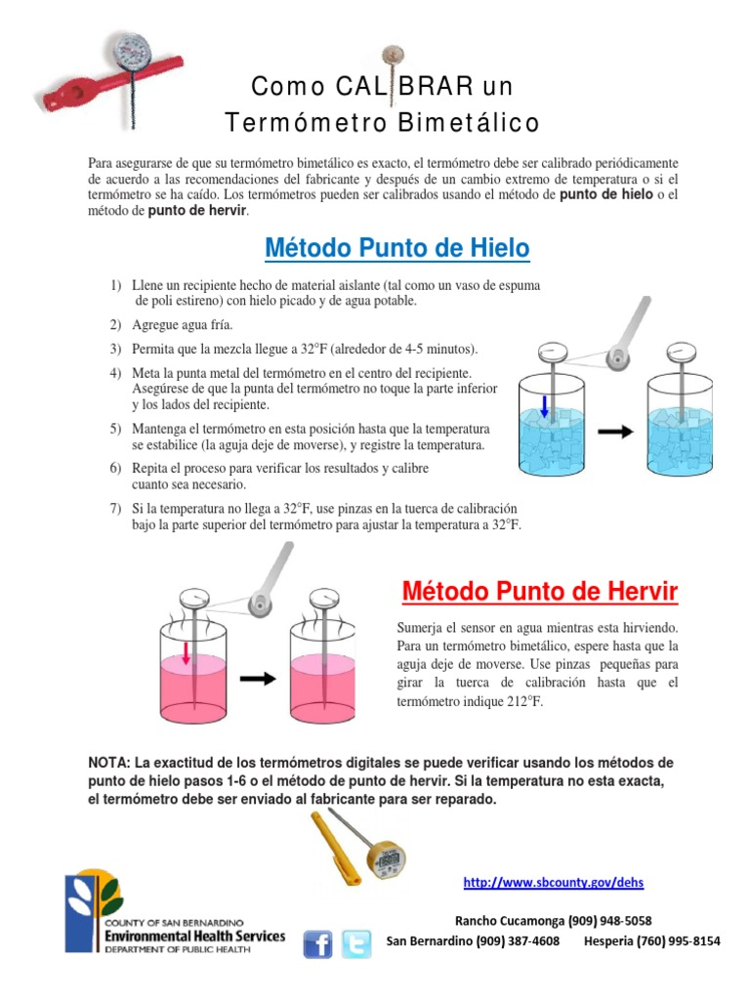 Como CAL BRAR un
Termómetro Bimetálico
Para asegurarse de que su termómetro bimetálico es exacto, el termómetro debe ser calibrado periódicamente
de acuerdo a las recomendaciones del fabricante y después de un cambio extremo de temperatura o si el
termómetro se ha caído. Los termómetros pueden ser calibrados usando el método de punto de hielo o el
método de punto de hervir.
Método Punto de Hielo
1) Llene un recipiente hecho de material aislante (tal como un vaso de espuma
de poli estireno) con hielo picado y de agua potable.
2) Agregue agua fría.
3) Permita que la mezcla llegue a 32°F (alrededor de 4-5 minutos).
4) Meta la punta metal del termómetro en el centro del recipiente.
Asegúrese de que la punta del termómetro no toque la parte inferior
y los lados del recipiente.
5) Mantenga el termómetro en esta posición hasta que la temperatura
se estabilice (la aguja deje de moverse), y registre la temperatura.
6) Repita el proceso para verificar los resultados y calibre
cuanto sea necesario.
7) Si la temperatura no llega a 32°F, use pinzas en la tuerca de calibración
bajo la parte superior del termómetro para ajustar la temperatura a 32°F.
Método Punto de Hervir
Sumerja el sensor en agua mientras esta hirviendo.
Para un termómetro bimetálico, espere hasta que la
aguja deje de moverse. Use pinzas pequeñas para
girar la tuerca de calibración hasta que el
termómetro indique 212°F.
NOTA: La exactitud de los termómetros digitales se puede verificar usando los métodos de
punto de hielo pasos 1-6 o el método de punto de hervir. Si la temperatura no esta exacta,
el termómetro debe ser enviado al fabricante para ser reparado.
http://www.sbcounty.gov/dehs
Rancho Cucamonga (909) 948-5058
San Bernardino (909) 387-4608 Hesperia (760) 995-8154
COUNTY OF SAN BERNARDINO
Environmental Health Services
DEPARTMENT OF PUBLIC HEALTH